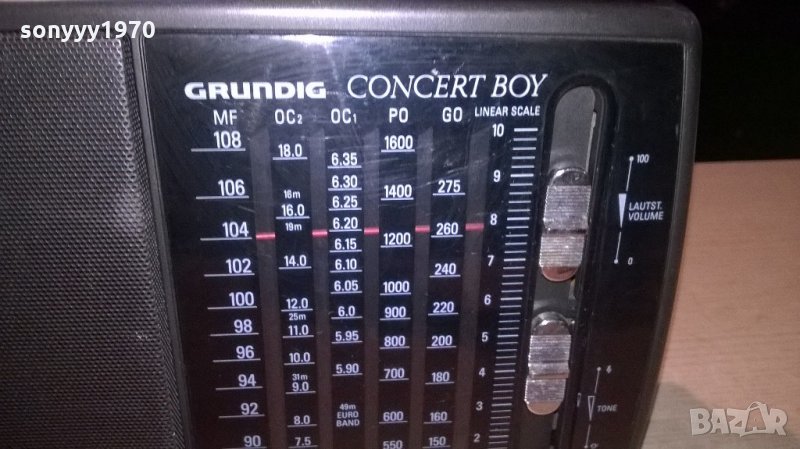 sonyyy1970
GRUNDIG CONCERT BOY
MF OC2 OC1 PO GO LINEAR SCALE
108 18.0 6.35 1600 10
106 16m 6.30 1400 275 9
16.0 6.25
104 19m 6.20 1200 260 8
6.15
102 14.0 6.10 240 7
100 12.0 6.05 1000 220 6
98 25m 6.0 900
11.0 5.95 800 200 5
96 10.0 5.90 700 180 4
94 31m
9.0
92 8.0 49m EURO BAND 600 160 3
90 7.5 550 150 2
100
LAUTST.
VOLUME
0
4
TONE
0
BAZAR
bg